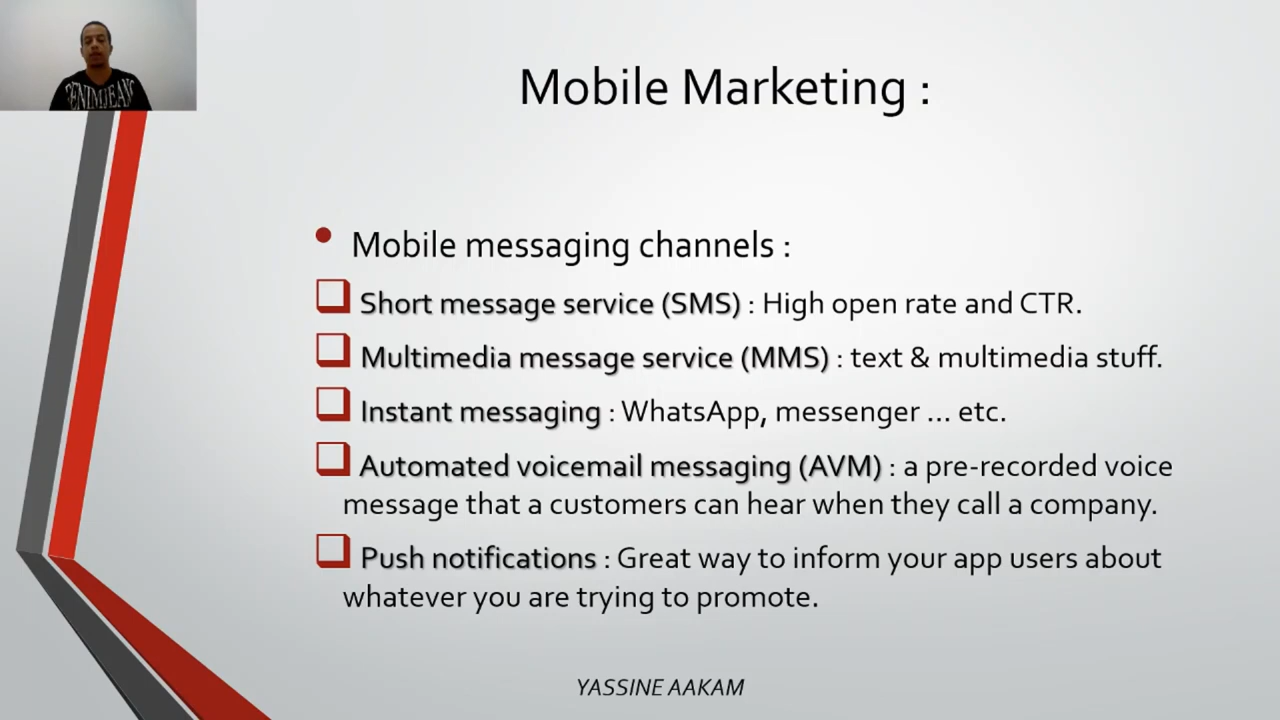 Mobile Marketing :
Mobile messaging channels :
Short message service (SMS) : High open rate and CTR.
Multimedia message service (MMS) : text & multimedia stuff.
Instant messaging : WhatsApp, messenger ... etc.
Automated voicemail messaging (AVM) : a pre-recorded voice
message that a customers can hear when they call a company.
Push notifications : Great way to inform your app users about
whatever you are trying to promote.
YASSINE AAKAM